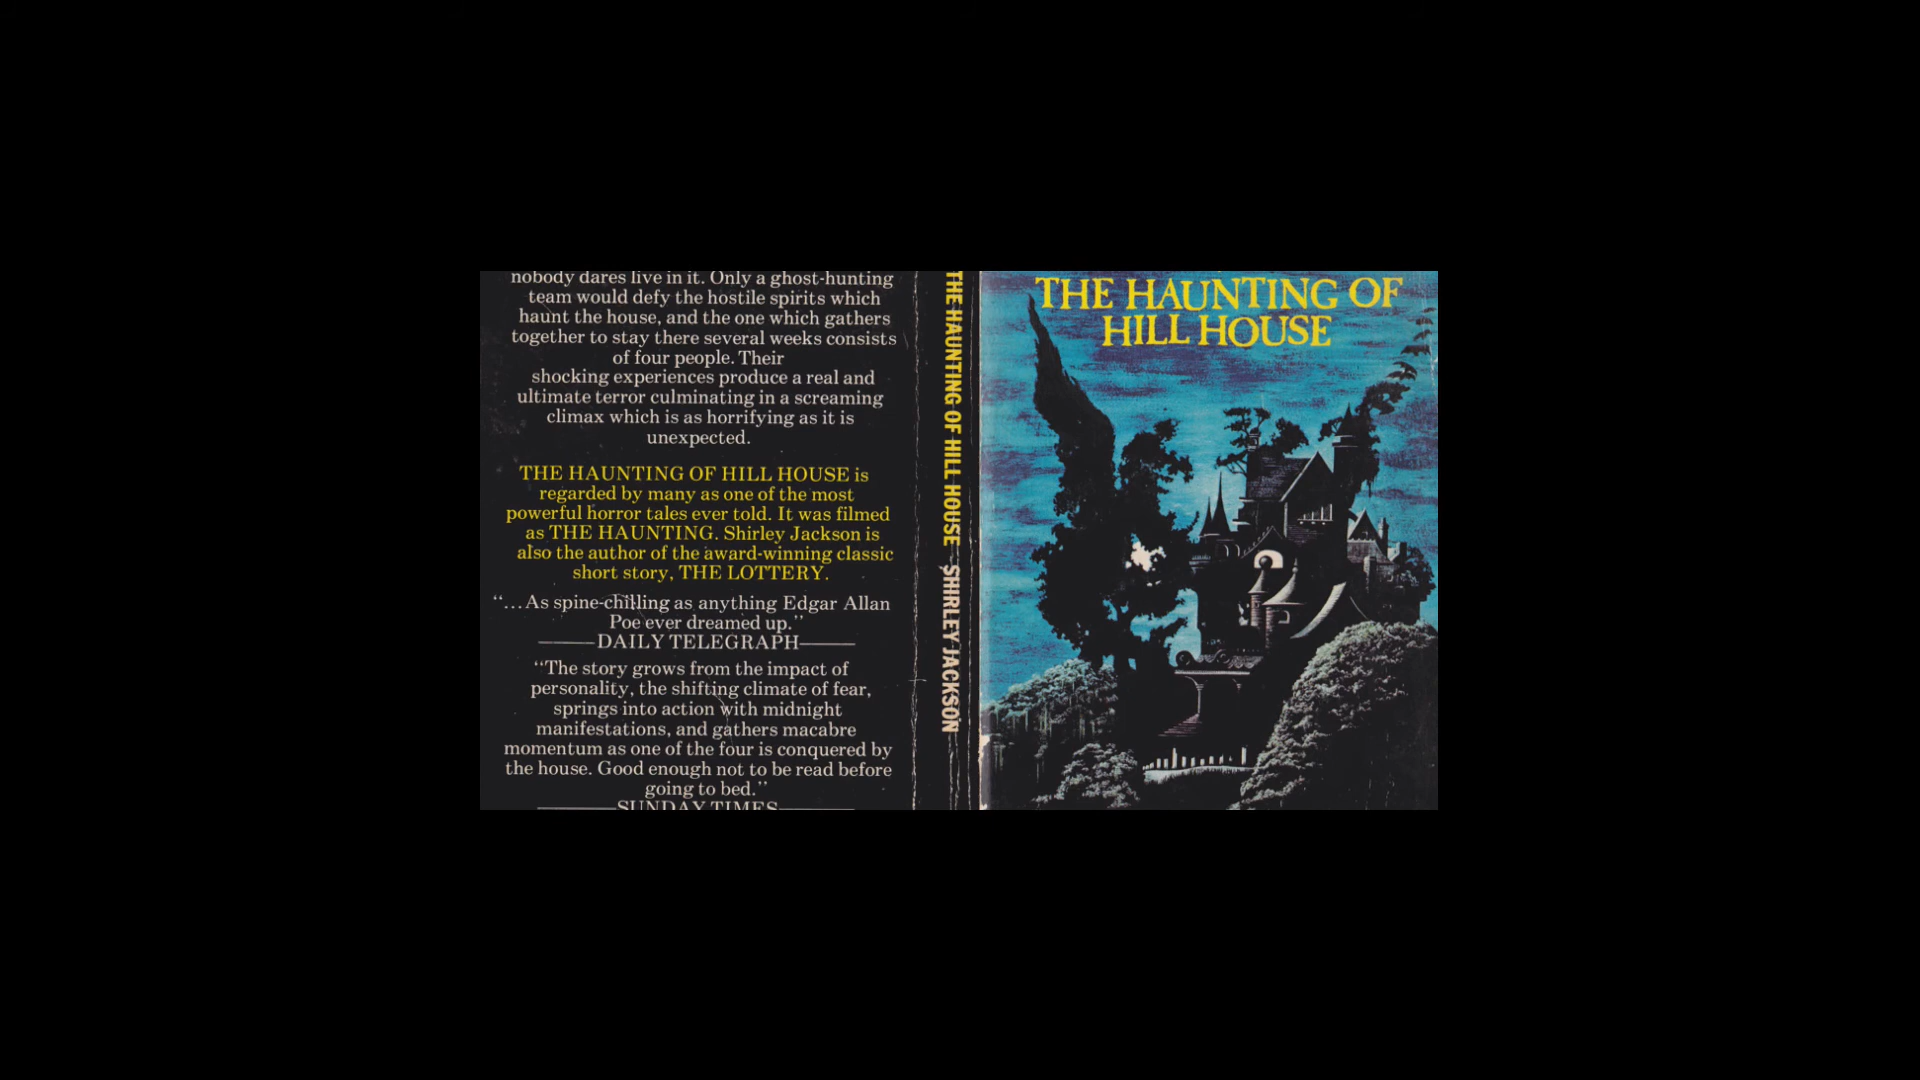 nobody dares live in it. Only a ghost-hunting
team would defy the hostile spirits which
haunt the house, and the one which gathers
together to stay there several weeks consists
of four people. Their
shocking experiences produce a real and
ultimate terror culminating in a screaming
climax which is as horrifying as it is
unexpected.
THE HAUNTING OF HILL HOUSE is
regarded by many as one of the most
powerful horror tales ever told. It was filmed
as THE HAUNTING. Shirley Jackson is
also the author of the award-winning classic
short story, THE LOTTERY.
“...As spine-chilling as anything Edgar Allan
Poe ever dreamed up.”
DAILY TELEGRAPH
“The story grows from the impact of
personality, the shifting climate of fear,
springs into action with midnight
manifestations, and gathers macabre
momentum as one of the four is conquered by
the house. Good enough not to be read before
going to bed.”
SUNDAY TIMES
THE HAUNTING OF HILL HOUSE SHIRLEY JACKSON
THE HAUNTING OF
HILL HOUSE